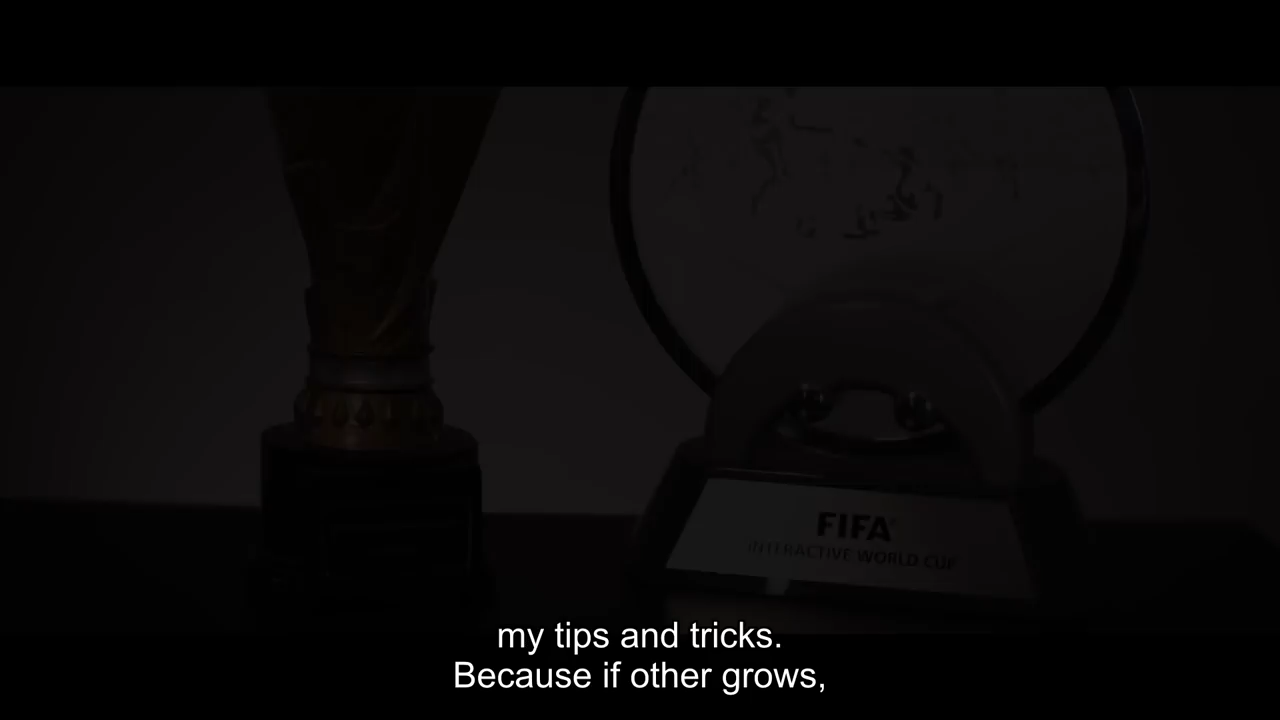 FIFA
INTERACTIVE WORLD CUP
my tips and tricks.
Because if other grows,